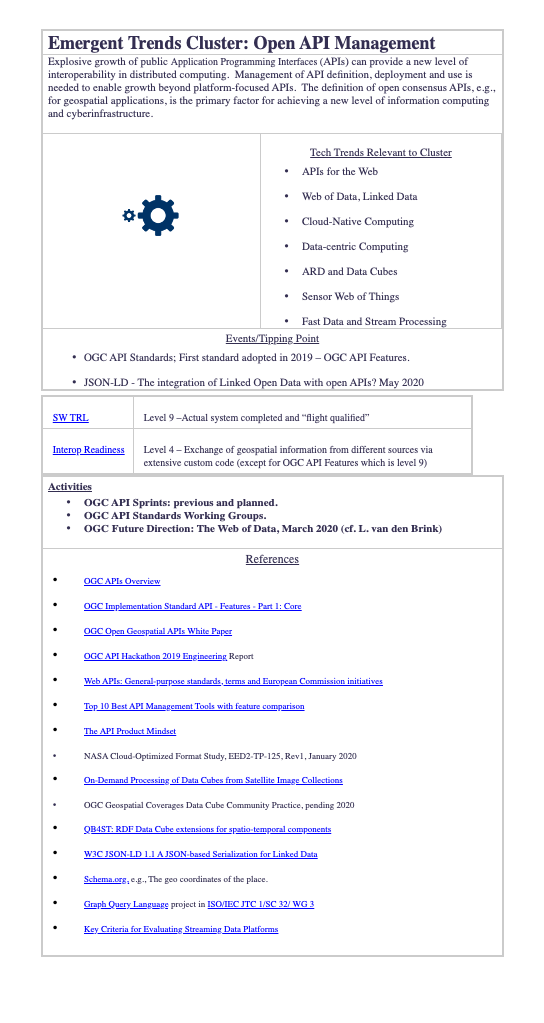 Emergent Trends Cluster: Open API Management
Explosive growth of public Application Programming Interfaces (APIs) can provide a new level of
interoperability in distributed computing.  Management of API definition, deployment and use is
needed to enable growth beyond platform-focused APIs.  The definition of open consensus APIs, e.g.,
for geospatial applications, is the primary factor for achieving a new level of information computing
and cyberinfrastructure.
Tech Trends Relevant to Cluster
• APIs for the Web
• Web of Data, Linked Data
• Cloud-Native Computing
• Data-centric Computing
• ARD and Data Cubes
• Sensor Web of Things
• Fast Data and Stream Processing
Events/Tipping Point
• OGC API Standards; First standard adopted in 2019 – OGC API Features.
• JSON-LD - The integration of Linked Open Data with open APIs? May 2020
SW TRL
Level 9 –Actual system completed and “flight qualified”
Interop Readiness
Level 4 – Exchange of geospatial information from different sources via
extensive custom code (except for OGC API Features which is level 9)
Activities
• OGC API Sprints: previous and planned.
• OGC API Standards Working Groups.
• OGC Future Direction: The Web of Data, March 2020 (cf. L. van den Brink)
References
• OGC APIs Overview
• OGC Implementation Standard API - Features - Part 1: Core
• OGC Open Geospatial APIs White Paper
• OGC API Hackathon 2019 Engineering Report
• Web APIs: General-purpose standards, terms and European Commission initiatives
• Top 10 Best API Management Tools with feature comparison
• The API Product Mindset
• NASA Cloud-Optimized Format Study, EED2-TP-125, Rev1, January 2020
• On-Demand Processing of Data Cubes from Satellite Image Collections
• OGC Geospatial Coverages Data Cube Community Practice, pending 2020
• QB4ST: RDF Data Cube extensions for spatio-temporal components
• W3C JSON-LD 1.1 A JSON-based Serialization for Linked Data
• Schema.org, e.g., The geo coordinates of the place.
• Graph Query Language project in ISO/IEC JTC 1/SC 32/ WG 3
• Key Criteria for Evaluating Streaming Data Platforms